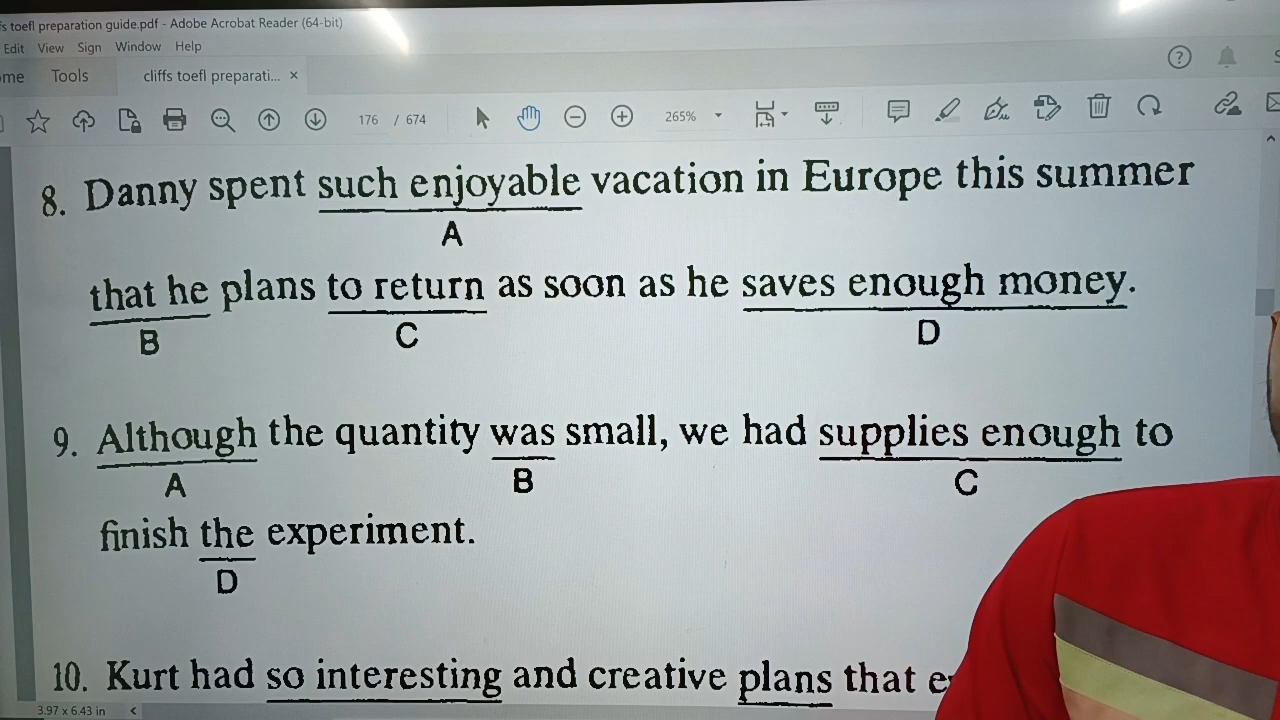 fs toefl preparation guide.pdf - Adobe Acrobat Reader (64-bit)
Edit View Sign Window Help
Tools cliffs toefl preparati... ×
176 / 674 265%
8. Danny spent such enjoyable vacation in Europe this summer
A
that he plans to return as soon as he saves enough money.
B C D
9. Although the quantity was small, we had supplies enough to
A B C
finish the experiment.
D
10. Kurt had so interesting and creative plans that
3.97 x 6.43 in